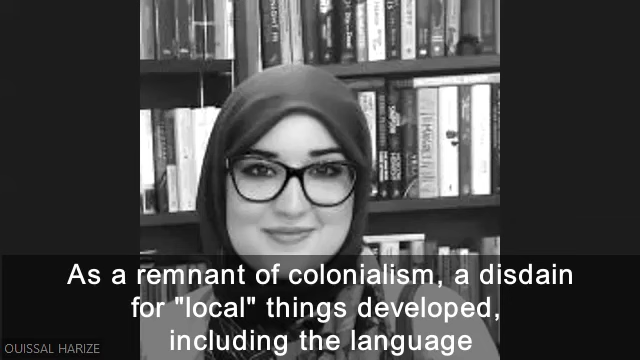 As a remnant of colonialism, a disdain
for "local" things developed,
including the language
OUISSAL HARIZE